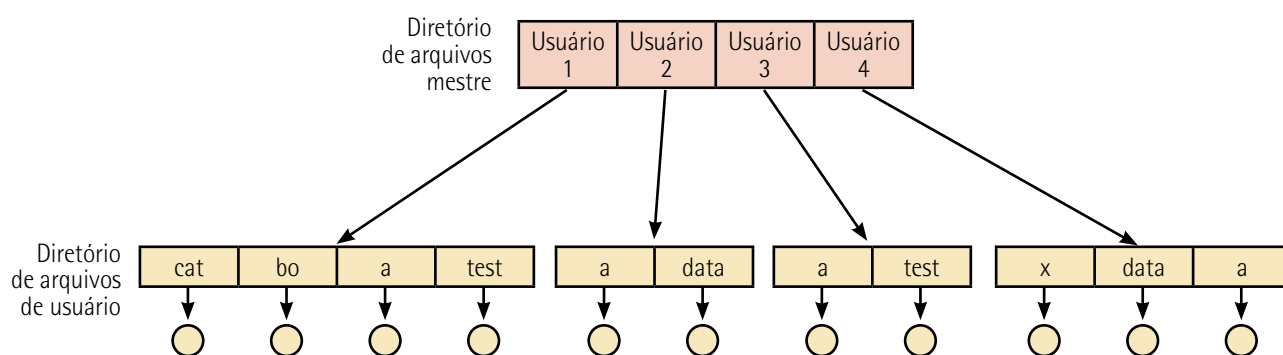 Diretório
de arquivos
mestre
Usuário
1
Usuário
2
Usuário
3
Usuário
4
Diretório
de arquivos
de usuário
cat
bo
a
test
a
data
a
test
x
data
a